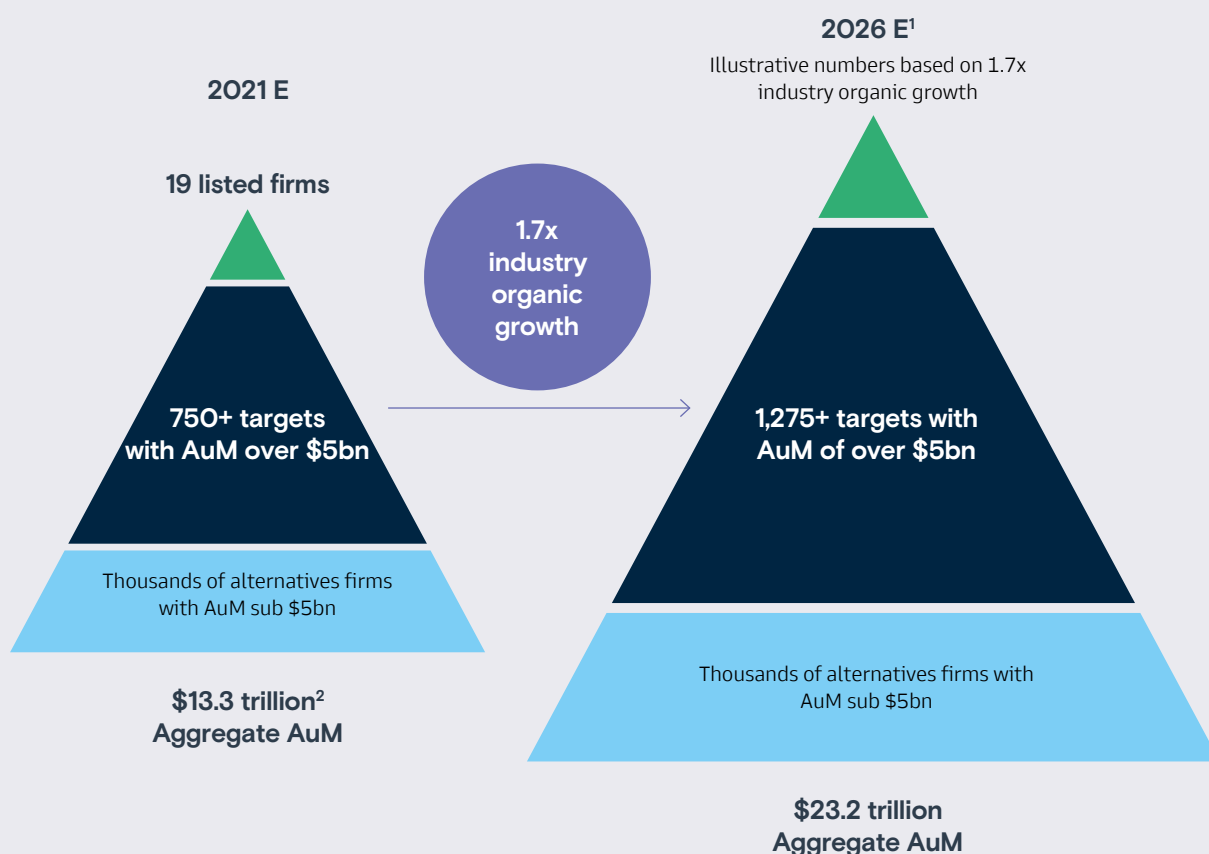 2021 E
19 listed firms
750+ targets
with AuM over $5bn
Thousands of alternatives firms
with AuM sub $5bn
$13.3 trillion²
Aggregate AuM
1.7x
industry
organic
growth
2026 E¹
Illustrative numbers based on 1.7x
industry organic growth
1,275+ targets with
AuM of over $5bn
Thousands of alternatives firms with
AuM sub $5bn
$23.2 trillion
Aggregate AuM